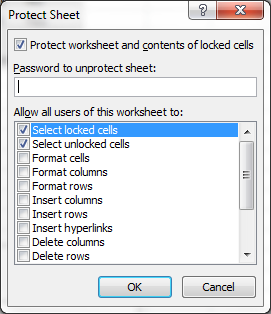 Protect Sheet
Protect worksheet and contents of locked cells
Password to unprotect sheet:
Allow all users of this worksheet to:
Select locked cells
Select unlocked cells
Format cells
Format columns
Format rows
Insert columns
Insert rows
Insert hyperlinks
Delete columns
Delete rows
OK Cancel